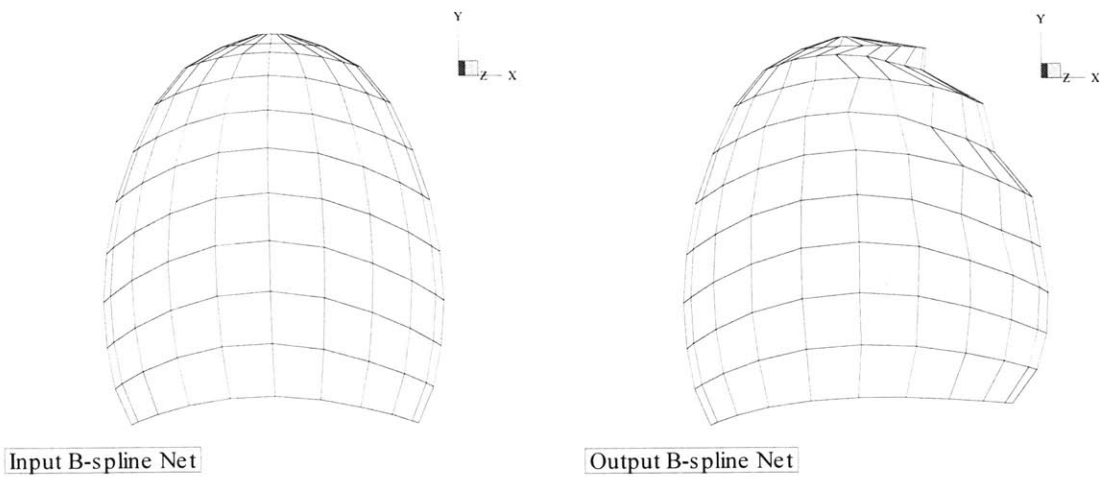 Y
Z X
Input B-spline Net
Y
Z X
Output B-spline Net